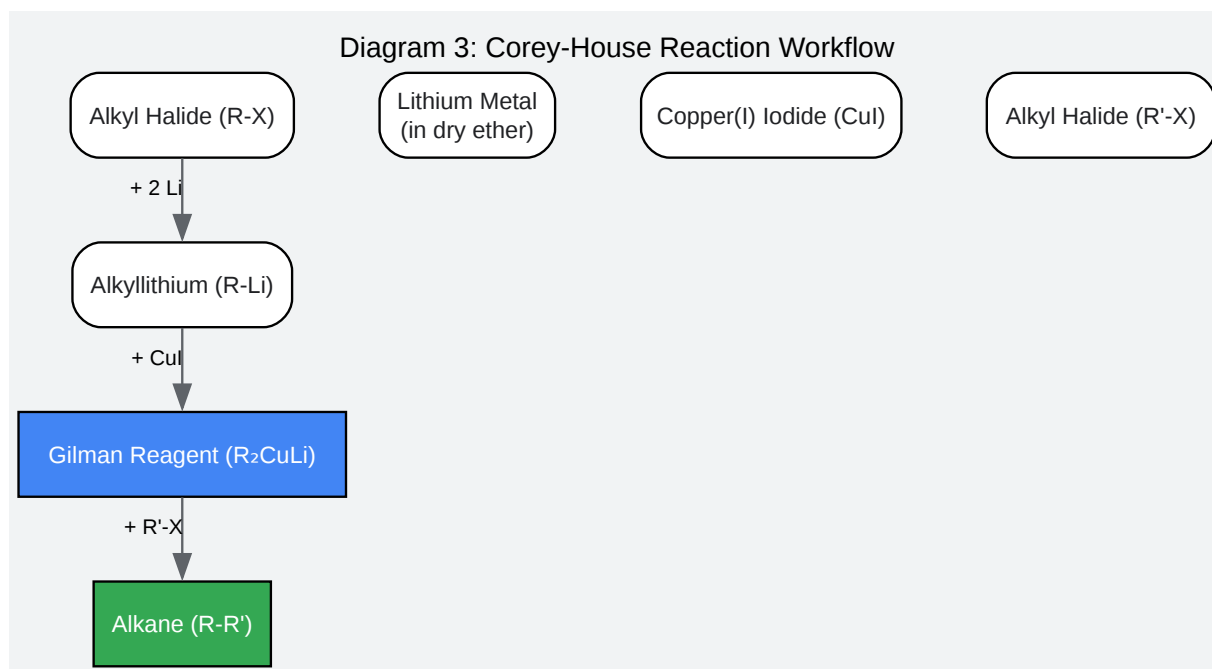 Diagram 3: Corey-House Reaction Workflow
Alkyl Halide (R-X)
Lithium Metal
(in dry ether)
Copper(I) Iodide (CuI)
Alkyl Halide (R'-X)
+ 2 Li
Alkyllithium (R-Li)
+ CuI
Gilman Reagent (R₂CuLi)
+ R'-X
Alkane (R-R')